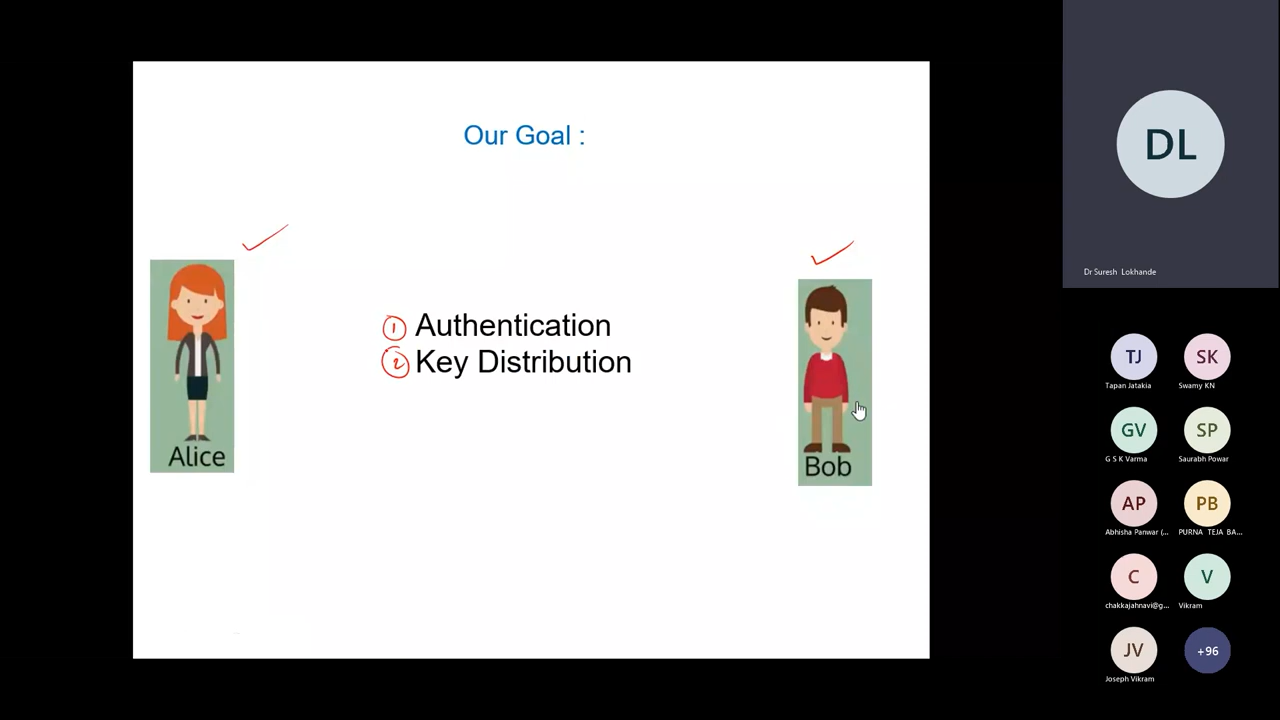 Our Goal :
1 Authentication
2 Key Distribution
Alice
Bob
DL
Dr Suresh Lokhande
TJ
SK
Tapan Jatakia
Swamy KN
GV
SP
G S K Varma
Saurabh Powar
AP
PB
Abhisha Panwar (...
PURNA TEJA BA...
C
V
chakkajahnavi@g...
Vikram
JV
+96
Joseph Vikram